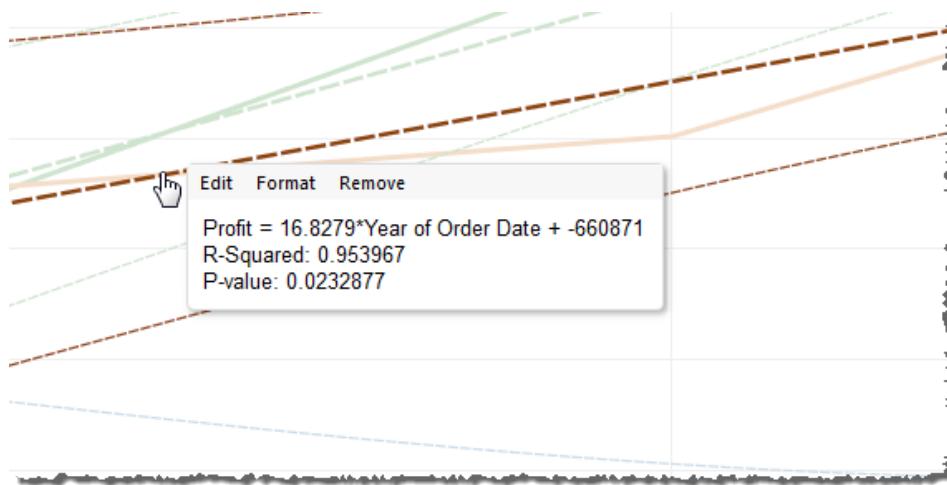 Edit Format Remove
Profit = 16.8279*Year of Order Date + -660871
R-Squared: 0.953967
P-value: 0.0232877